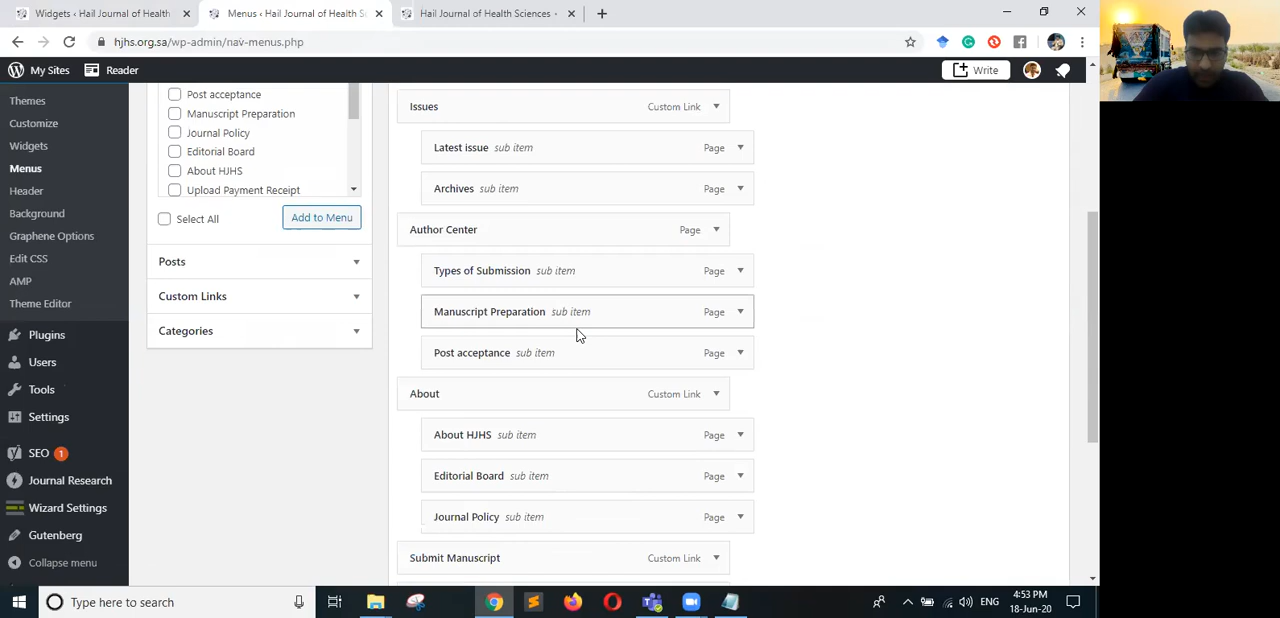 Widgets ‹ Hail Journal of Health
Menus ‹ Hail Journal of Health Sc
Hail Journal of Health Sciences -
hjhs.org.sa/wp-admin/nav-menus.php
My Sites
Reader
Write
Themes
Customize
Widgets
Menus
Header
Background
Graphene Options
Edit CSS
AMP
Theme Editor
Plugins
Users
Tools
Settings
SEO 1
Journal Research
Wizard Settings
Gutenberg
Collapse menu
Post acceptance
Manuscript Preparation
Journal Policy
Editorial Board
About HJHS
Upload Payment Receipt
Select All
Add to Menu
Posts
Custom Links
Categories
Issues Custom Link
Latest issue sub item Page
Archives sub item Page
Author Center Page
Types of Submission sub item Page
Manuscript Preparation sub item Page
Post acceptance sub item Page
About Custom Link
About HJHS sub item Page
Editorial Board sub item Page
Journal Policy sub item Page
Submit Manuscript Custom Link
Type here to search
ENG
4:53 PM
18-Jun-20